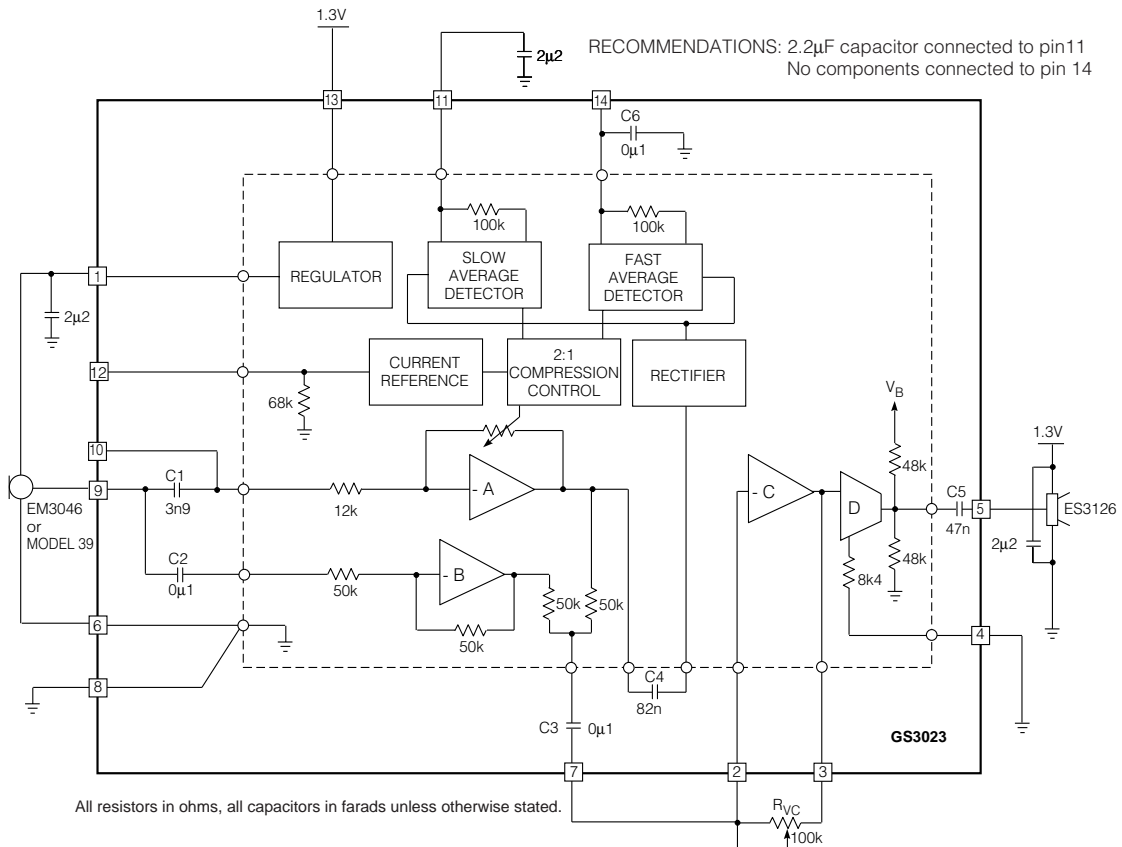 1.3V
2µ2
RECOMMENDATIONS: 2.2µF capacitor connected to pin11
No components connected to pin 14
13
11
14
C6
0µ1
100k
100k
REGULATOR
SLOW
AVERAGE
DETECTOR
FAST
AVERAGE
DETECTOR
1
2µ2
12
CURRENT
REFERENCE
2:1
COMPRESSION
CONTROL
RECTIFIER
68k
VB
1.3V
10
48k
9
C1
3n9
- A
- C
D
C5
47n
5
ES3126
EM3046
or
MODEL 39
12k
2µ2
48k
C2
0µ1
- B
8k4
50k
50k
50k
50k
6
4
8
C4
82n
C3
0µ1
GS3023
7
2
3
All resistors in ohms, all capacitors in farads unless otherwise stated.
RVC
100k